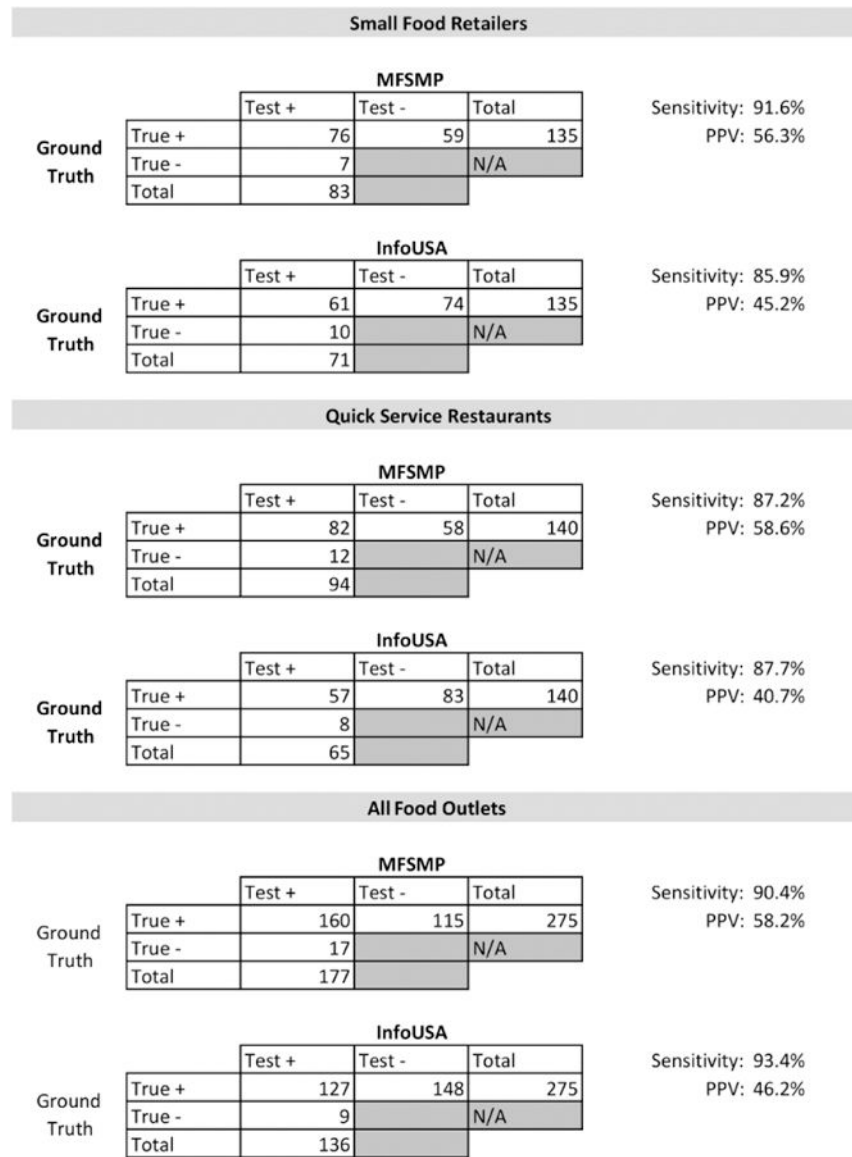 Small Food Retailers
MFSMP
Test + Test - Total Sensitivity: 91.6%
True + 76 59 135 PPV: 56.3%
Ground Truth
True - 7 N/A
Total 83
InfoUSA
Test + Test - Total Sensitivity: 85.9%
True + 61 74 135 PPV: 45.2%
Ground Truth
True - 10 N/A
Total 71
Quick Service Restaurants
MFSMP
Test + Test - Total Sensitivity: 87.2%
True + 82 58 140 PPV: 58.6%
Ground Truth
True - 12 N/A
Total 94
InfoUSA
Test + Test - Total Sensitivity: 87.7%
True + 57 83 140 PPV: 40.7%
Ground Truth
True - 8 N/A
Total 65
All Food Outlets
MFSMP
Test + Test - Total Sensitivity: 90.4%
True + 160 115 275 PPV: 58.2%
Ground Truth
True - 17 N/A
Total 177
InfoUSA
Test + Test - Total Sensitivity: 93.4%
True + 127 148 275 PPV: 46.2%
Ground Truth
True - 9 N/A
Total 136